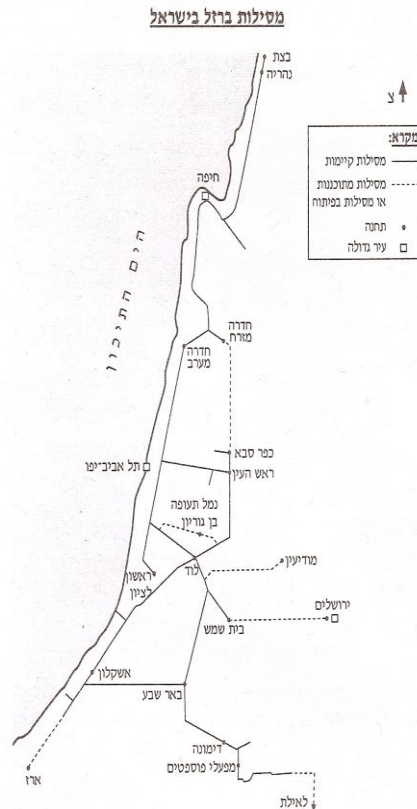 מסילות ברזל בישראל
בצת
נהריה
צ
מקרא:
מסילות קיימות
מסילות מתוכננות
או מסילות בפיתוח
תחנה
עיר גדולה
חיפה
הים התיכון
חדרה
מזרח
חדרה
מערב
כפר סבא
תל אביב-יפו
ראש העין
נמל תעופה
בן גוריון
מודיעין
לוד
ראשון
לציון
ירושלים
בית שמש
אשקלון
באר שבע
דימונה
מפעלי פוספטים
ארז
לאילת